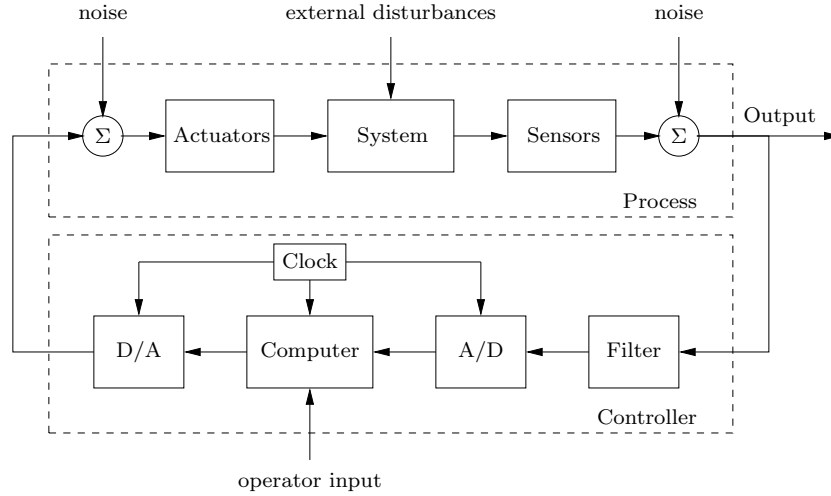 noise
external disturbances
noise
Σ
Actuators
System
Sensors
Σ
Output
Process
Clock
D/A
Computer
A/D
Filter
Controller
operator input